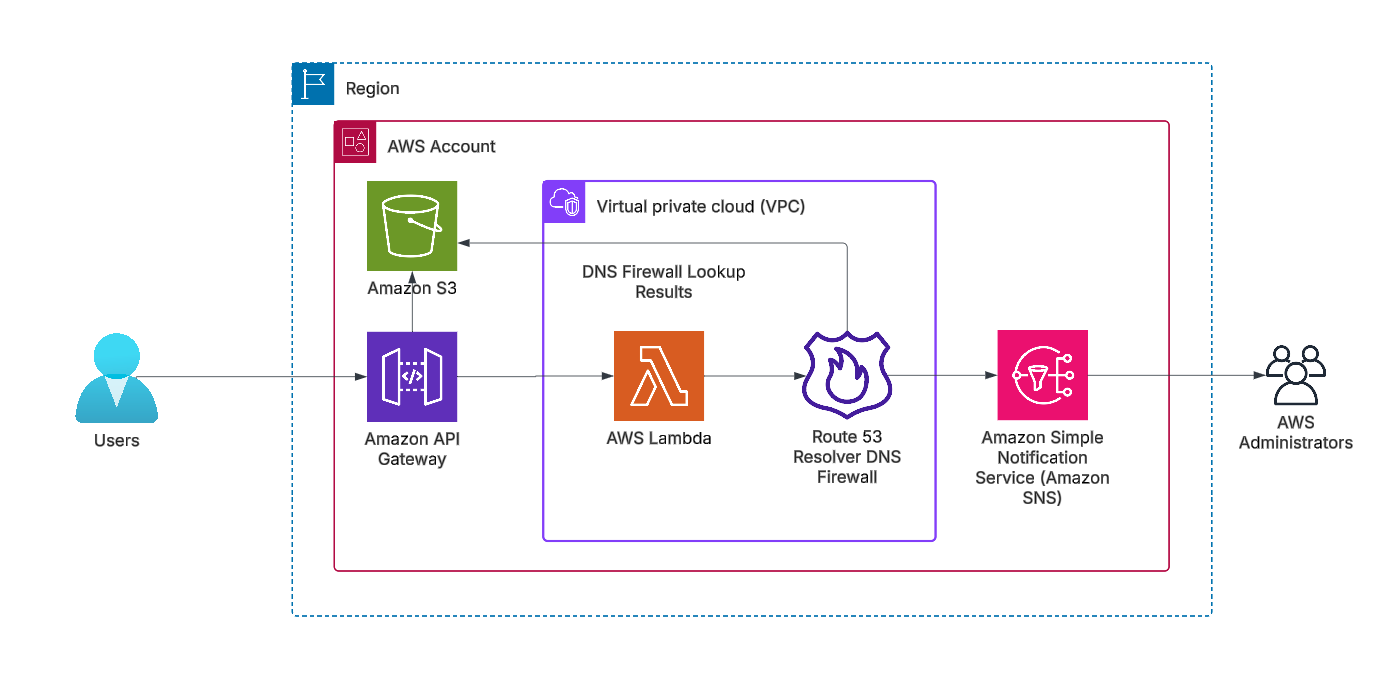 Region
AWS Account
Virtual private cloud (VPC)
DNS Firewall Lookup
Results
Amazon S3
</>
Users
Amazon API
Gateway
AWS Lambda
Route 53
Resolver DNS
Firewall
Amazon Simple
Notification
Service (Amazon
SNS)
AWS
Administrators